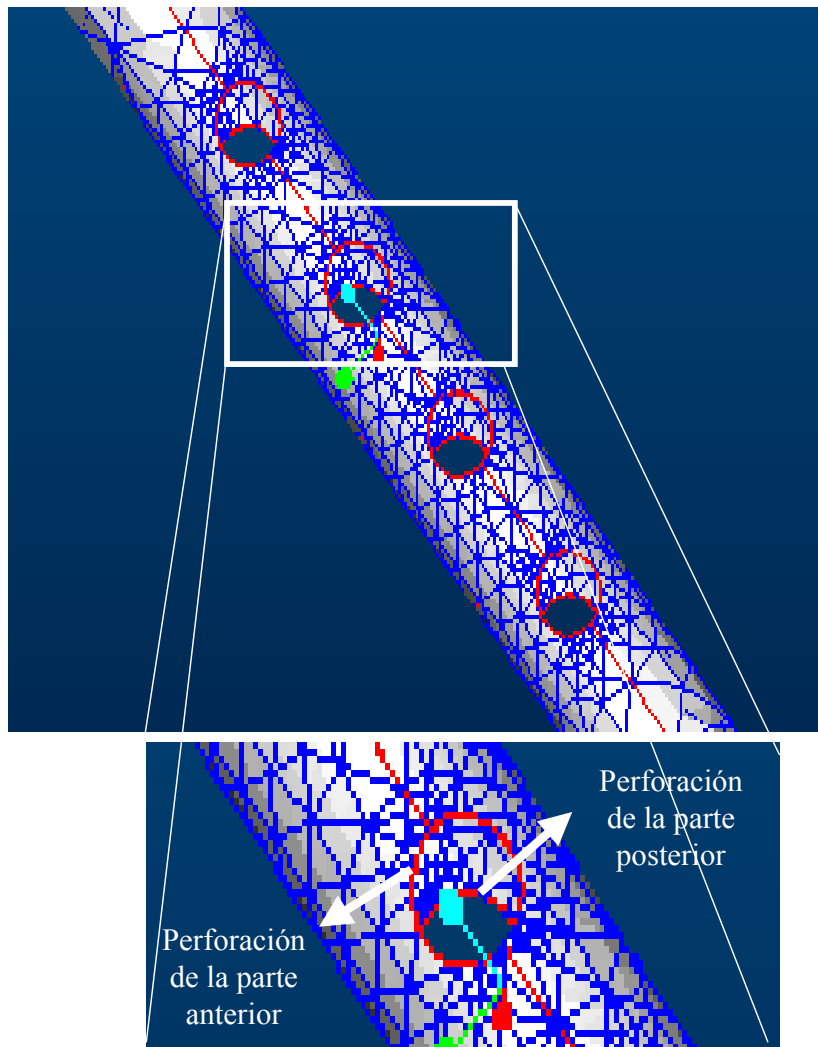 Perforación
de la parte
posterior
Perforación
de la parte
anterior